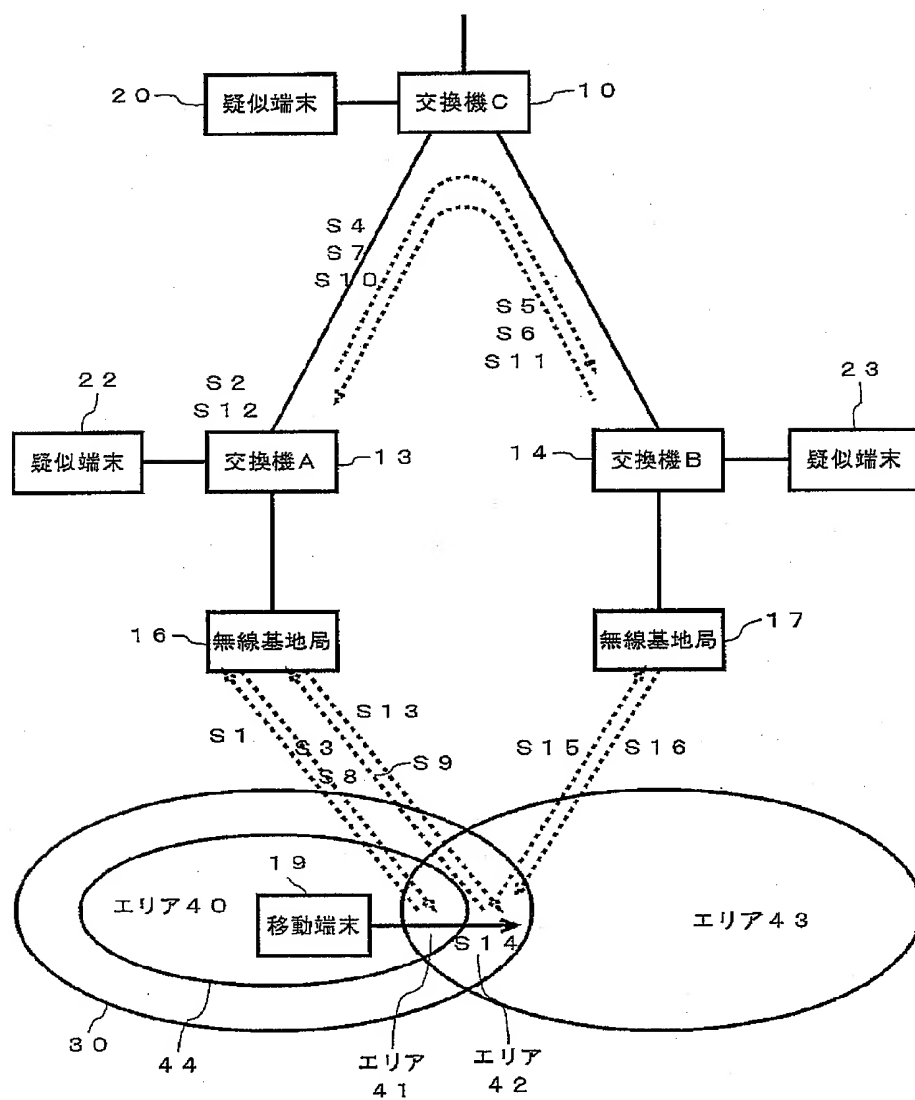 20
疑似端末
交換機C
10
S4
S7
S10
S5
S6
S11
22
S2
S12
23
疑似端末
交換機A
13
14
交換機B
疑似端末
16
無線基地局
無線基地局
17
S1
S3
S8
S9
S13
S15
S16
19
エリア40
移動端末
S14
エリア43
30
44
エリア
41
エリア
42